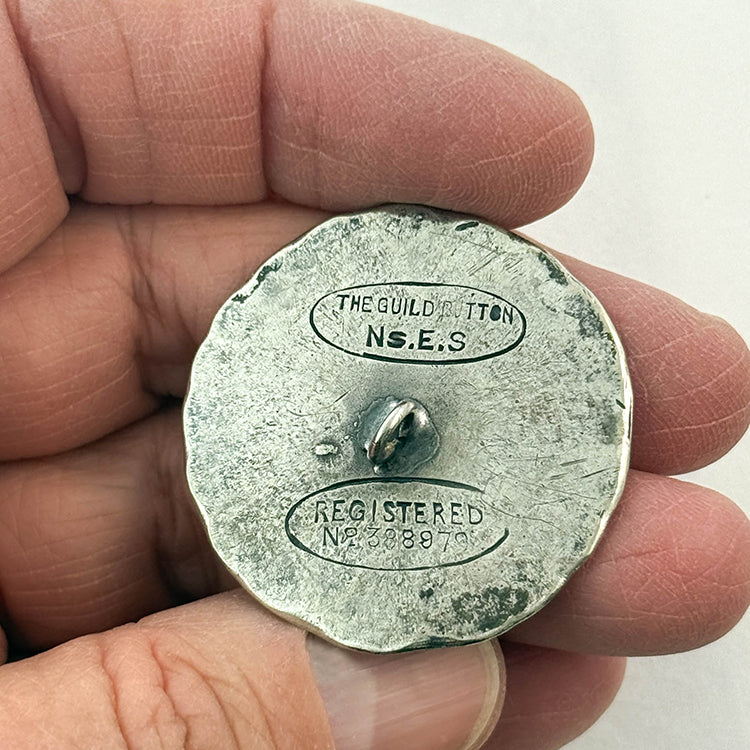 THE GUILD BUTTON
Ns.E.S
REGISTERED
No 388979